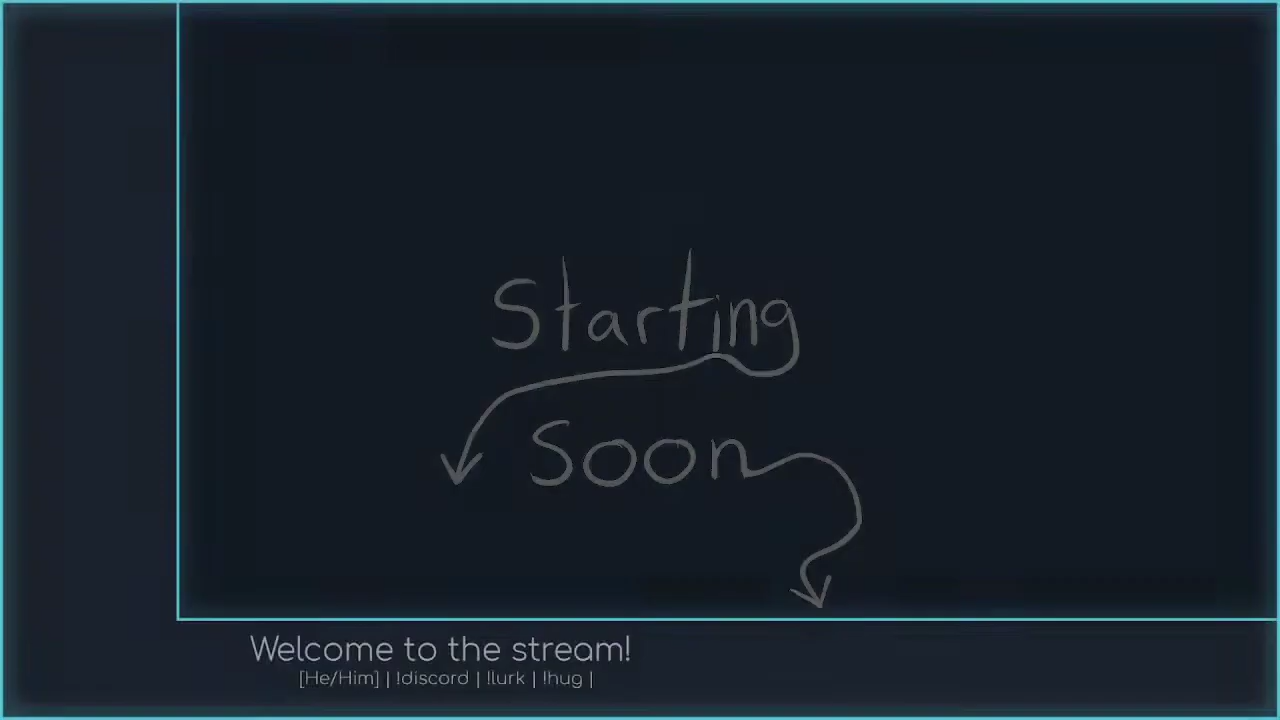 Starting
Soon
Welcome to the stream!
[He/Him] | !discord | !lurk | !hug |